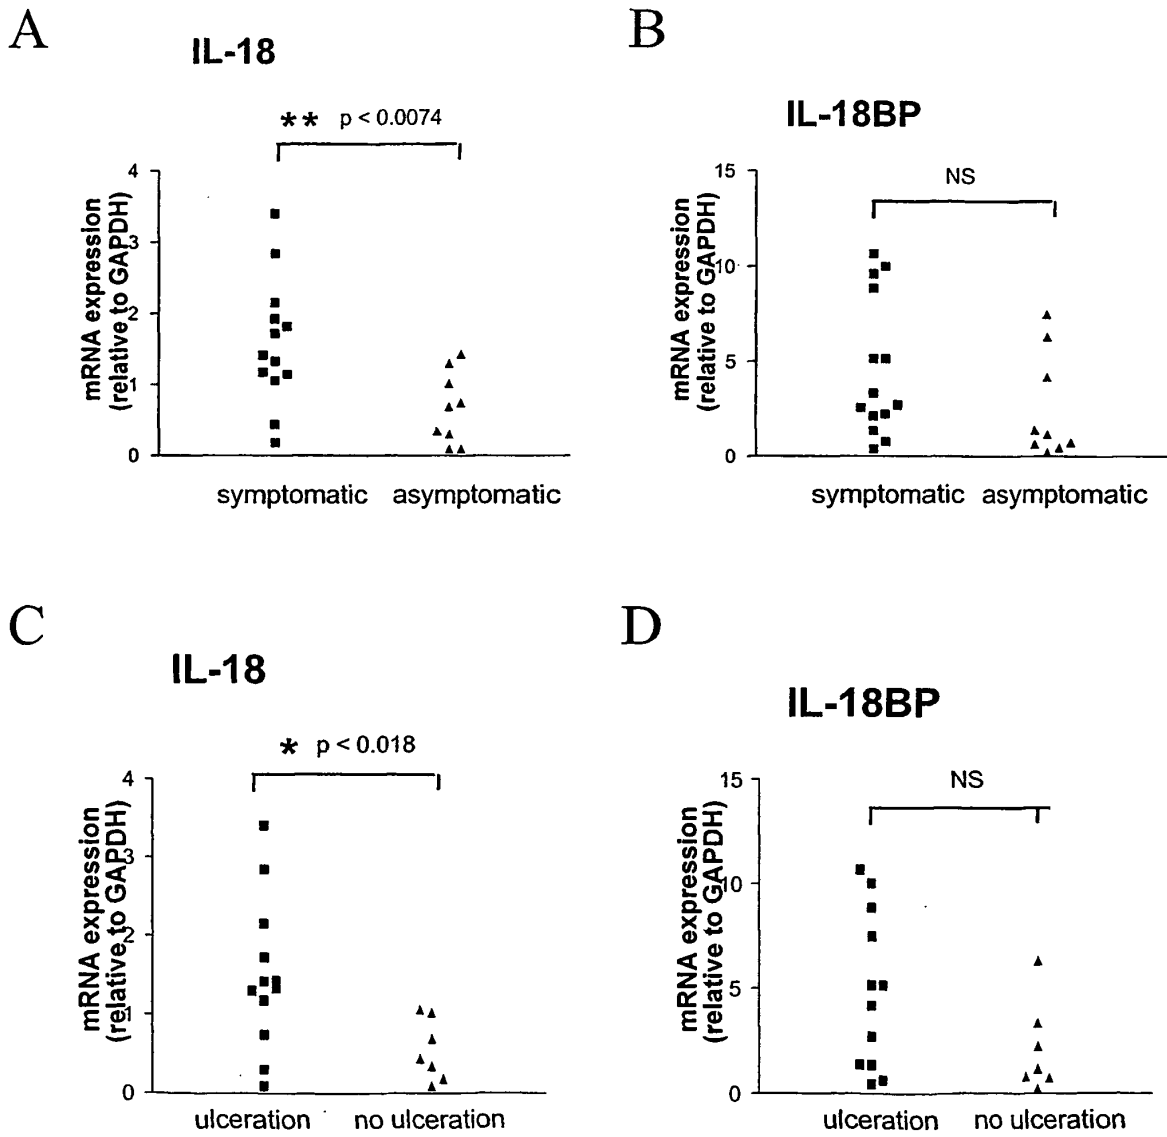 A
IL-18
** p < 0.0074
mRNA expression
(relative to GAPDH)
4
3
2
1
0
symptomatic asymptomatic
B
IL-18BP
NS
mRNA expression
(relative to GAPDH)
15
10
5
0
symptomatic asymptomatic
C
IL-18
* p < 0.018
mRNA expression
(relative to GAPDH)
4
3
2
1
0
ulceration no ulceration
D
IL-18BP
NS
mRNA expression
(relative to GAPDH)
15
10
5
0
ulceration no ulceration